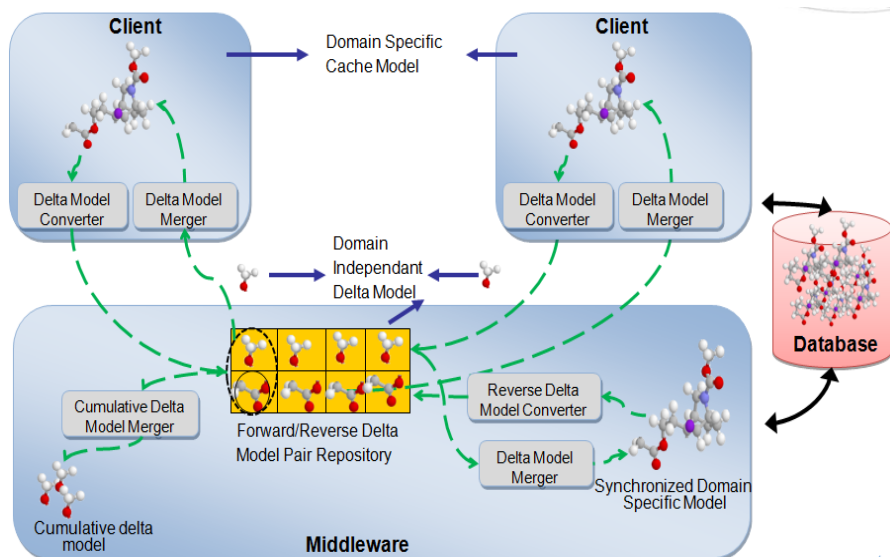 Client
Client
Domain Specific
Cache Model
Delta Model
Converter
Delta Model
Merger
Delta Model
Converter
Delta Model
Merger
Domain
Independant
Delta Model
Database
Cumulative Delta
Model Merger
Forward/Reverse Delta
Model Pair Repository
Reverse Delta
Model Converter
Delta Model
Merger
Synchronized Domain
Specific Model
Cumulative delta
model
Middleware